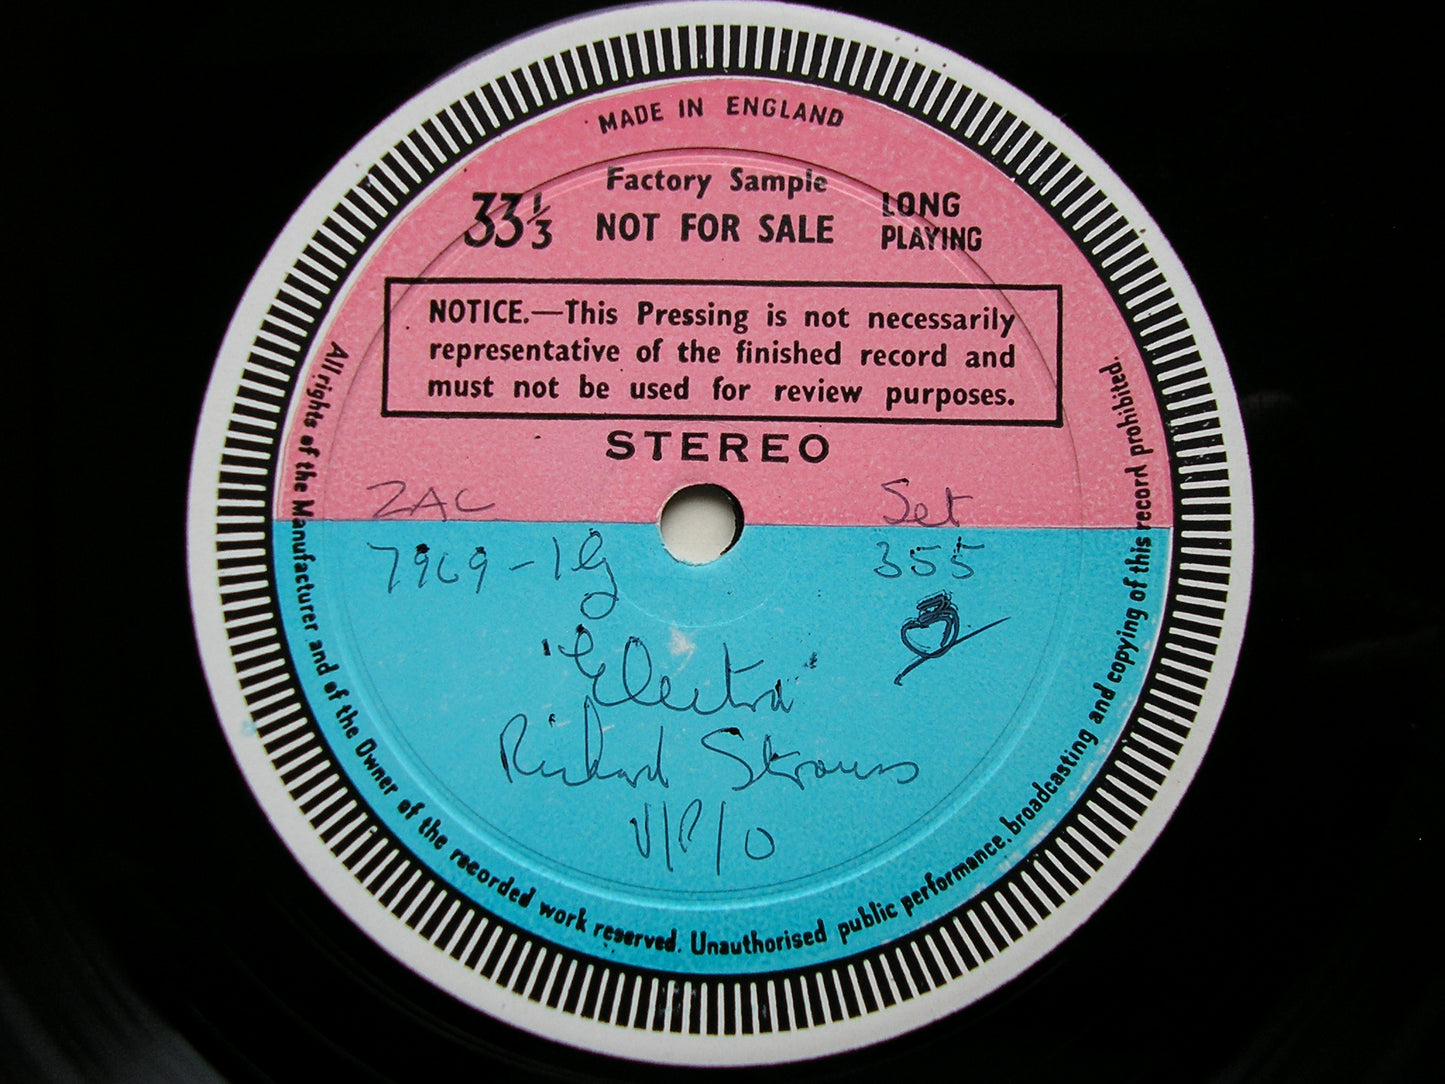 MADE IN ENGLAND
Factory Sample
33⅓ NOT FOR SALE LONG PLAYING
NOTICE.—This Pressing is not necessarily
representative of the finished record and
must not be used for review purposes.
STEREO
ZAL Set
7969-1G 355
'Electra'
Richard Strauss
V/P/O
All rights of the Manufacturer and of the Owner of the recorded work reserved. Unauthorised public performance, broadcasting and copying of this record prohibited.